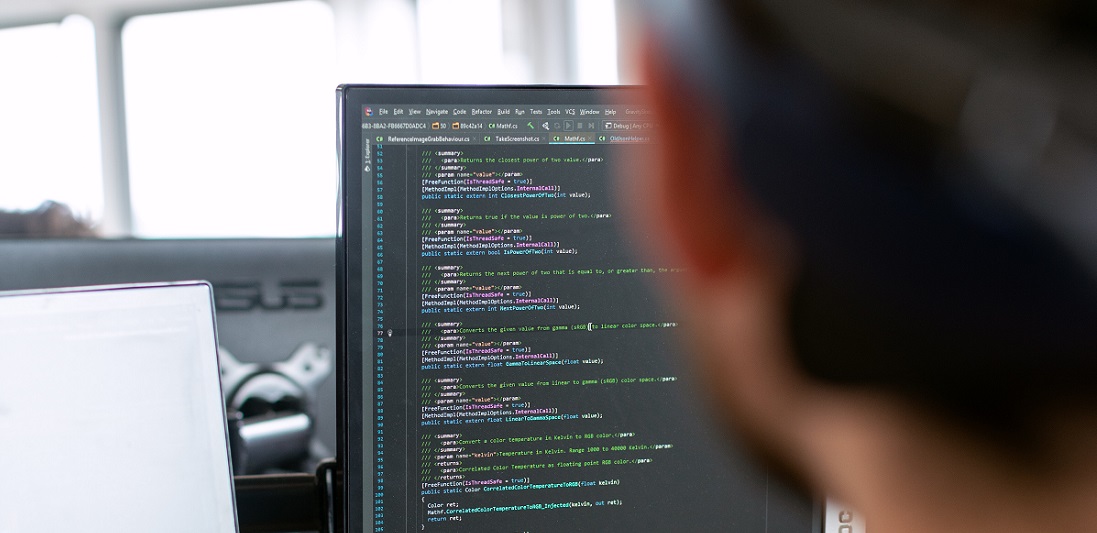 File Edit View Navigate Code Refactor Build Run Tests Tools VCS Window Help
6B3-8BA2-FB6667D0ADC4 50 89c42a14 Mathf.cs Debug | Any CPU
ReferenceImageGrabBehaviour.cs TakeScreenshot.cs Mathf.cs
1: Explorer
/// <summary>
/// <para>Returns the closest power of two value.</para>
/// </summary>
/// <param name="value"></param>
[FreeFunction(IsThreadSafe = true)]
[MethodImpl(MethodImplOptions.InternalCall)]
public static extern int ClosestPowerOfTwo(int value);
/// <summary>
/// <para>Returns true if the value is power of two.</para>
/// </summary>
/// <param name="value"></param>
[FreeFunction(IsThreadSafe = true)]
[MethodImpl(MethodImplOptions.InternalCall)]
public static extern bool IsPowerOfTwo(int value);
/// <summary>
/// <para>Returns the next power of two that is equal to, or greater than, the
/// </summary>
/// <param name="value"></param>
[FreeFunction(IsThreadSafe = true)]
[MethodImpl(MethodImplOptions.InternalCall)]
public static extern int NextPowerOfTwo(int value);
/// <summary>
/// <para>Converts the given value from gamma (sRGB) to linear color space.</para>
/// </summary>
/// <param name="value"></param>
[FreeFunction(IsThreadSafe = true)]
[MethodImpl(MethodImplOptions.InternalCall)]
public static extern float GammaToLinearSpace(float value);
/// <summary>
/// <para>Converts the given value from linear to gamma (sRGB) color space.</para>
/// </summary>
/// <param name="value"></param>
[FreeFunction(IsThreadSafe = true)]
[MethodImpl(MethodImplOptions.InternalCall)]
public static extern float LinearToGammaSpace(float value);
/// <summary>
/// <para>Convert a color temperature in Kelvin to RGB color.</para>
/// </summary>
/// <param name="kelvin">Temperature in Kelvin. Range 1000 to 40000 Kelvin.</param>
/// <returns>
/// <para>Correlated Color Temperature as floating point RGB color.</para>
/// </returns>
[FreeFunction(IsThreadSafe = true)]
public static Color CorrelatedColorTemperatureToRGB(float kelvin)
{
Color ret;
Mathf.CorrelatedColorTemperatureToRGB_Injected(kelvin, out ret);
return ret;
}